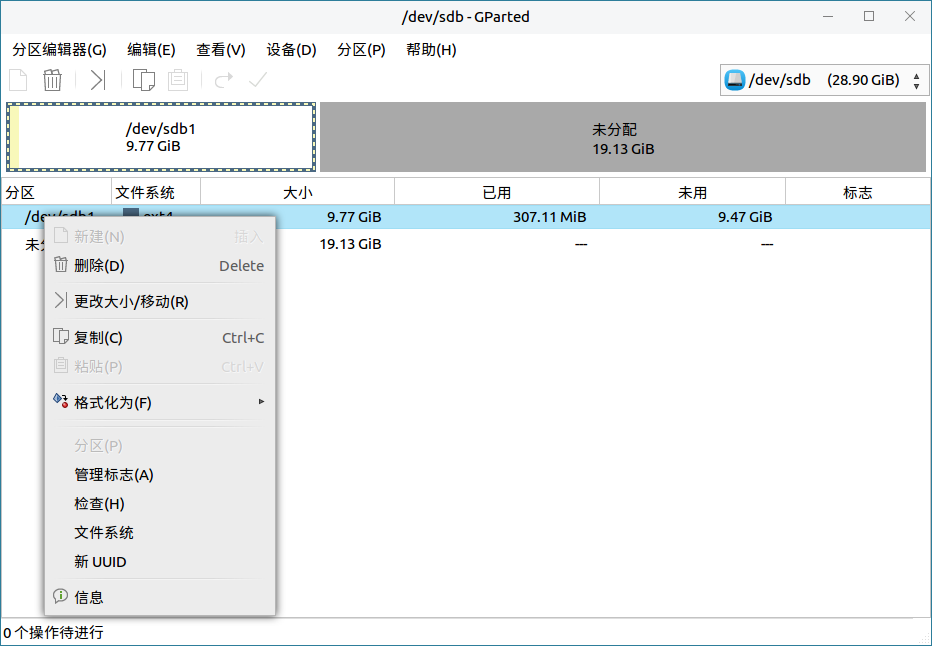 /dev/sdb - GParted
分区编辑器(G) 编辑(E) 查看(V) 设备(D) 分区(P) 帮助(H)
/dev/sdb (28.90 GiB)
/dev/sdb1
9.77 GiB
未分配
19.13 GiB
分区 文件系统 大小 已用 未用 标志
/dev/sdb1 ext4 9.77 GiB 307.11 MiB 9.47 GiB
未 19.13 GiB --- ---
新建(N) 插入
删除(D) Delete
更改大小/移动(R)
复制(C) Ctrl+C
粘贴(P) Ctrl+V
格式化为(F)
分区(P)
管理标志(A)
检查(H)
文件系统
新 UUID
信息
0 个操作待进行